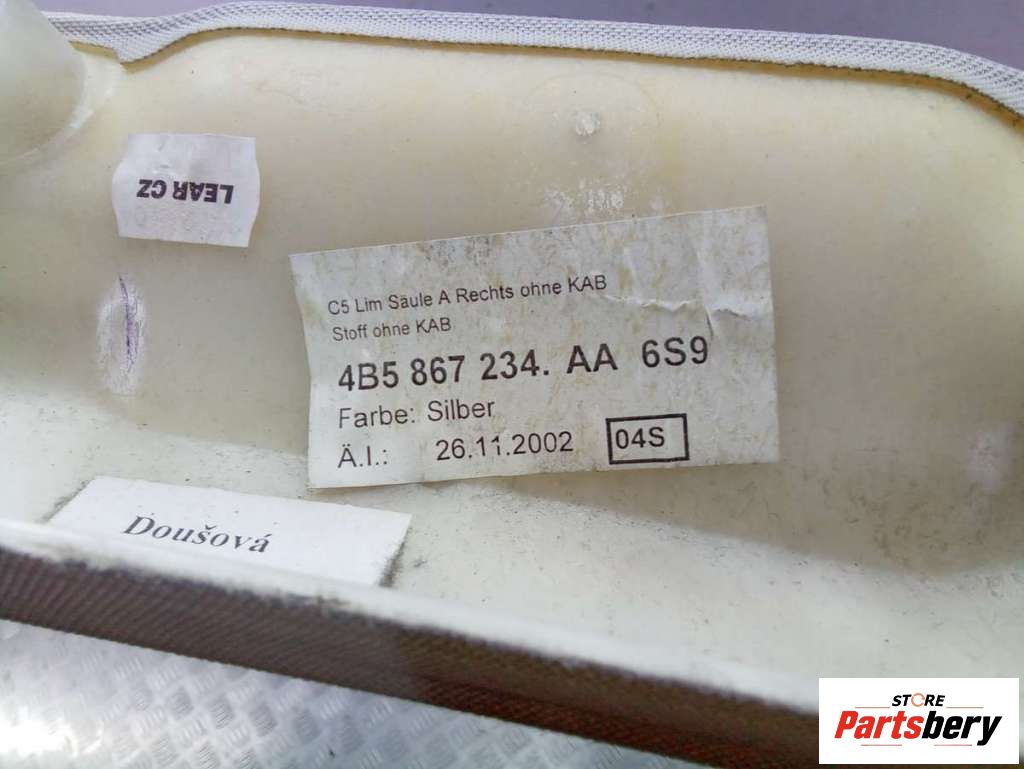 LEAR CZ
C5 Lim Säule A Rechts ohne KAB
Stoff ohne KAB
4B5 867 234. AA 6S9
Farbe: Silber
Ä.I.: 26.11.2002 04S
Doušová
STORE
Partsbery